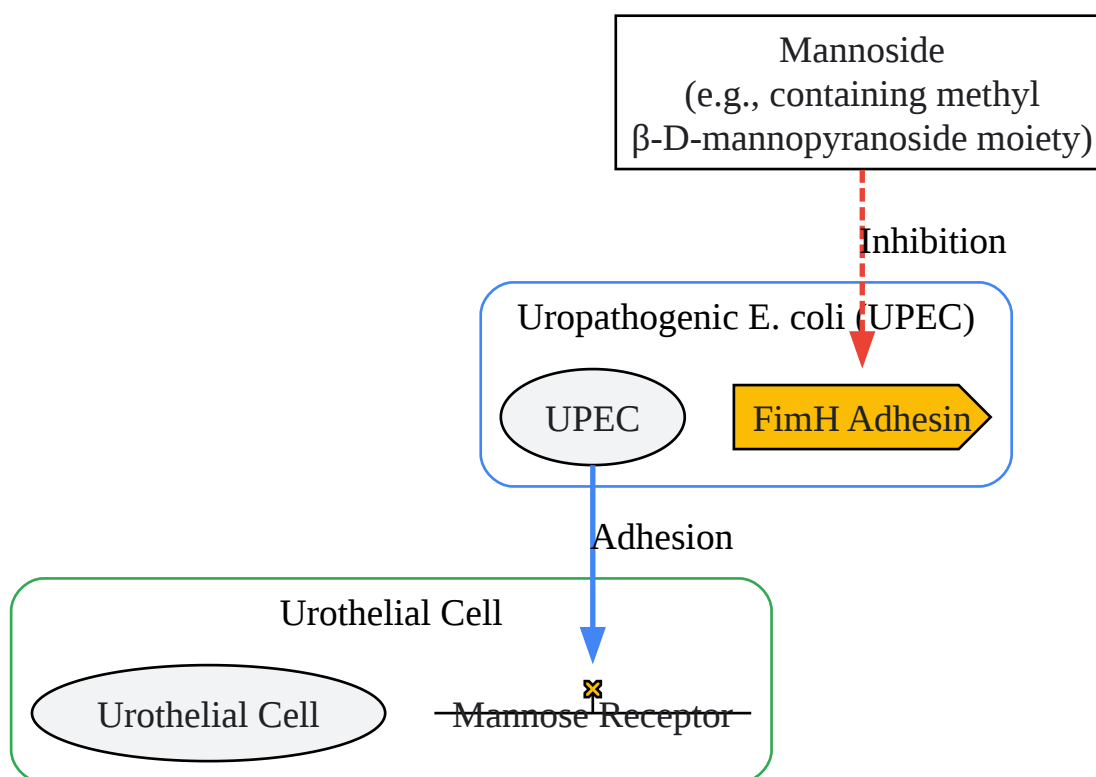 Mannoside
(e.g., containing methyl
β-D-mannopyranoside moiety)
Inhibition
Uropathogenic E. coli (UPEC)
UPEC
FimH Adhesin
Adhesion
Urothelial Cell
Urothelial Cell
Mannose Receptor